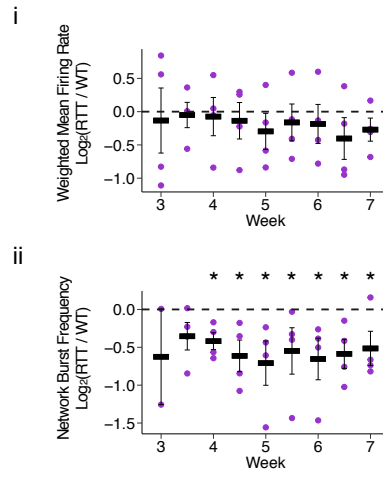 i
Weighted Mean Firing Rate
Log₂(RTT / WT)
0.5
0.0
−0.5
−1.0
3 4 5 6 7
Week
ii
* * * * * * *
Network Burst Frequency
Log₂(RTT / WT)
0.0
−0.5
−1.0
−1.5
3 4 5 6 7
Week